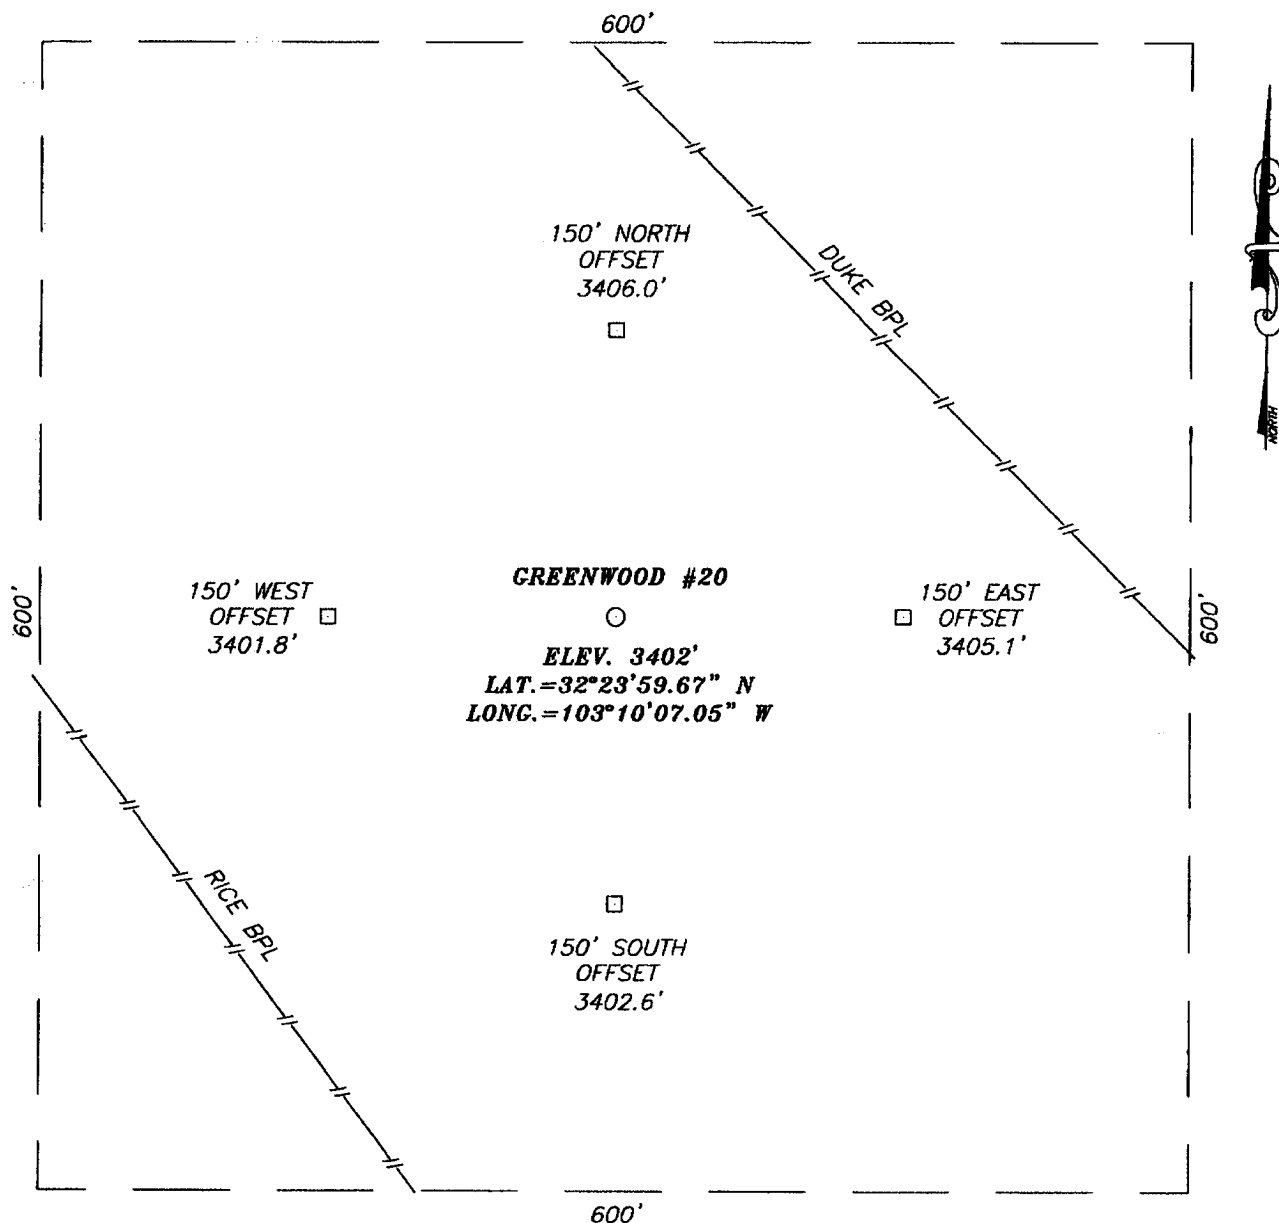 600'
150' NORTH
OFFSET
3406.0'
DUKE BPL
NORTH
150' WEST
OFFSET
3401.8'
GREENWOOD #20
150' EAST
OFFSET
3405.1'
600'
600'
ELEV. 3402'
LAT.=32°23'59.67" N
LONG.=103°10'07.05" W
RICE BPL
150' SOUTH
OFFSET
3402.6'
600'